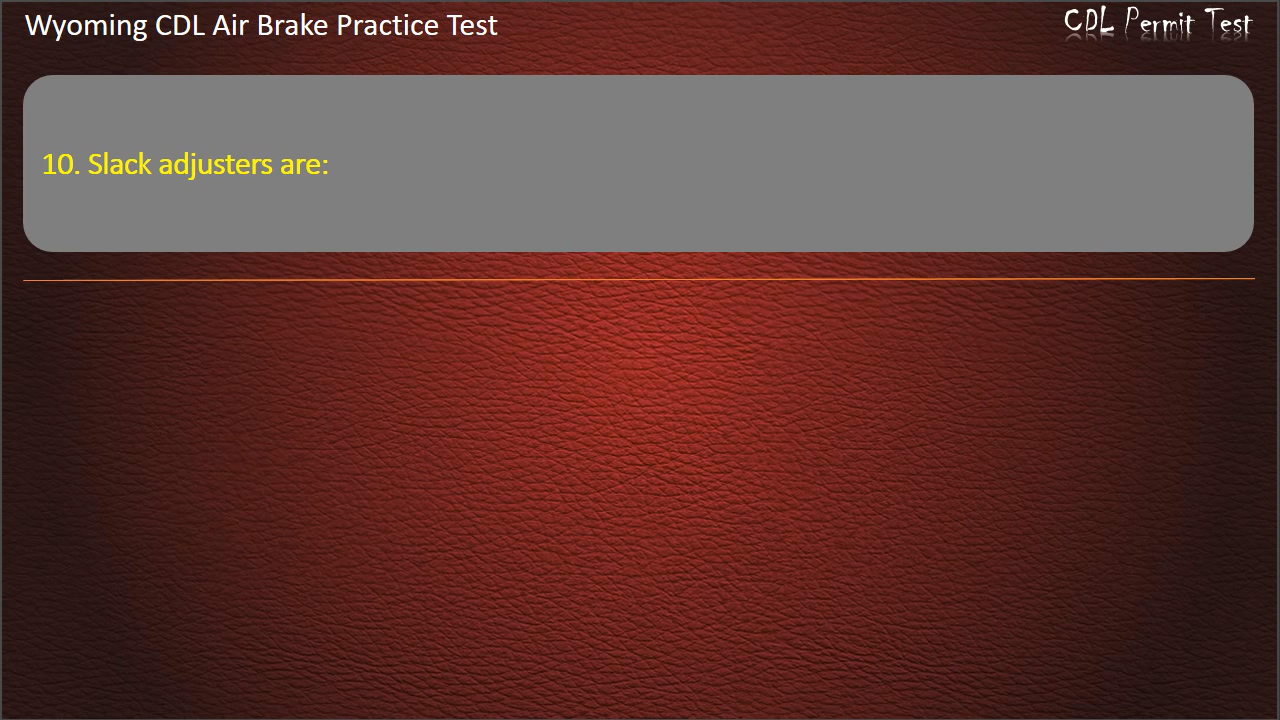 Wyoming CDL Air Brake Practice Test
CDL Permit Test
10. Slack adjusters are: